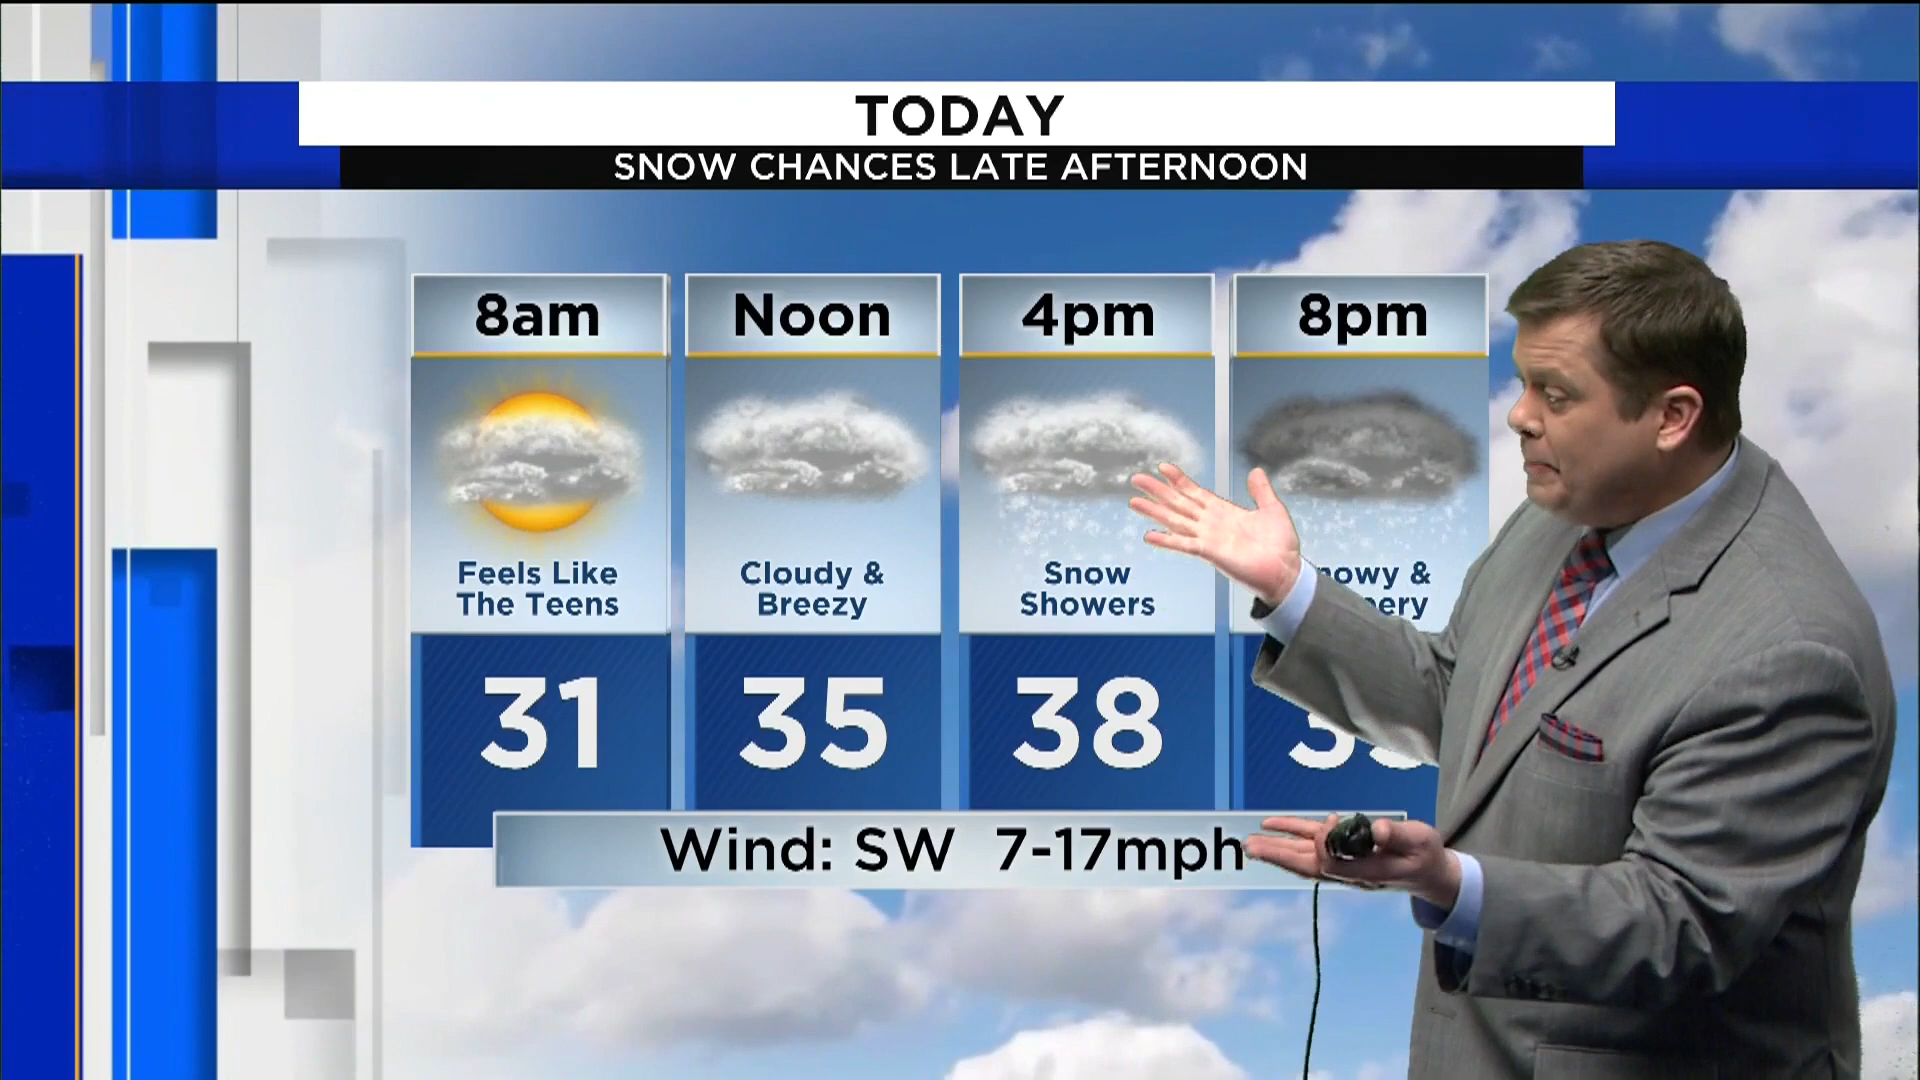 TODAY
SNOW CHANCES LATE AFTERNOON
8am
Noon
4pm
8pm
Feels Like
The Teens
Cloudy &
Breezy
Snow
Showers
&
31
35
38
Wind: SW 7-17mph